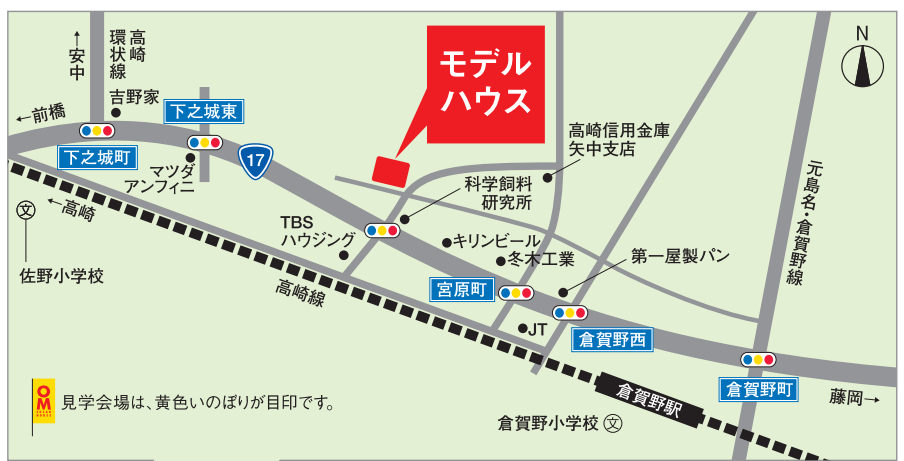 ←安中
高崎
環状線
←前橋
吉野家
下之城東
下之城町
マツダ
アンフィニ
17
モデル
ハウス
N
高崎信用金庫
矢中支店
科学飼料
研究所
TBS
ハウジング
キリンビール
冬木工業
第一屋製パン
元島名・倉賀野線
文
←高崎
佐野小学校
高崎線
宮原町
JT
倉賀野西
倉賀野町
藤岡→
倉賀野駅
倉賀野小学校
文
OM
見学会場は、黄色いのぼりが目印です。